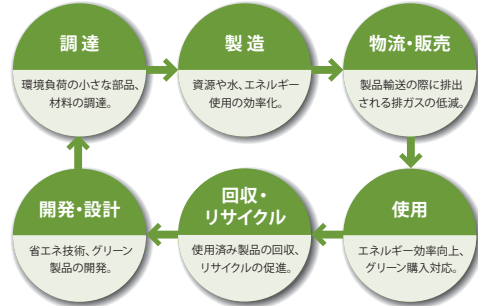 調達
環境負荷の小さな部品、
材料の調達。
製造
資源や水、エネルギー
使用の効率化。
物流・販売
製品輸送の際に排出
される排ガスの低減。
使用
エネルギー効率向上、
グリーン購入対応。
回収・
リサイクル
使用済み製品の回収、
リサイクルの促進。
開発・設計
省エネ技術、グリーン
製品の開発。